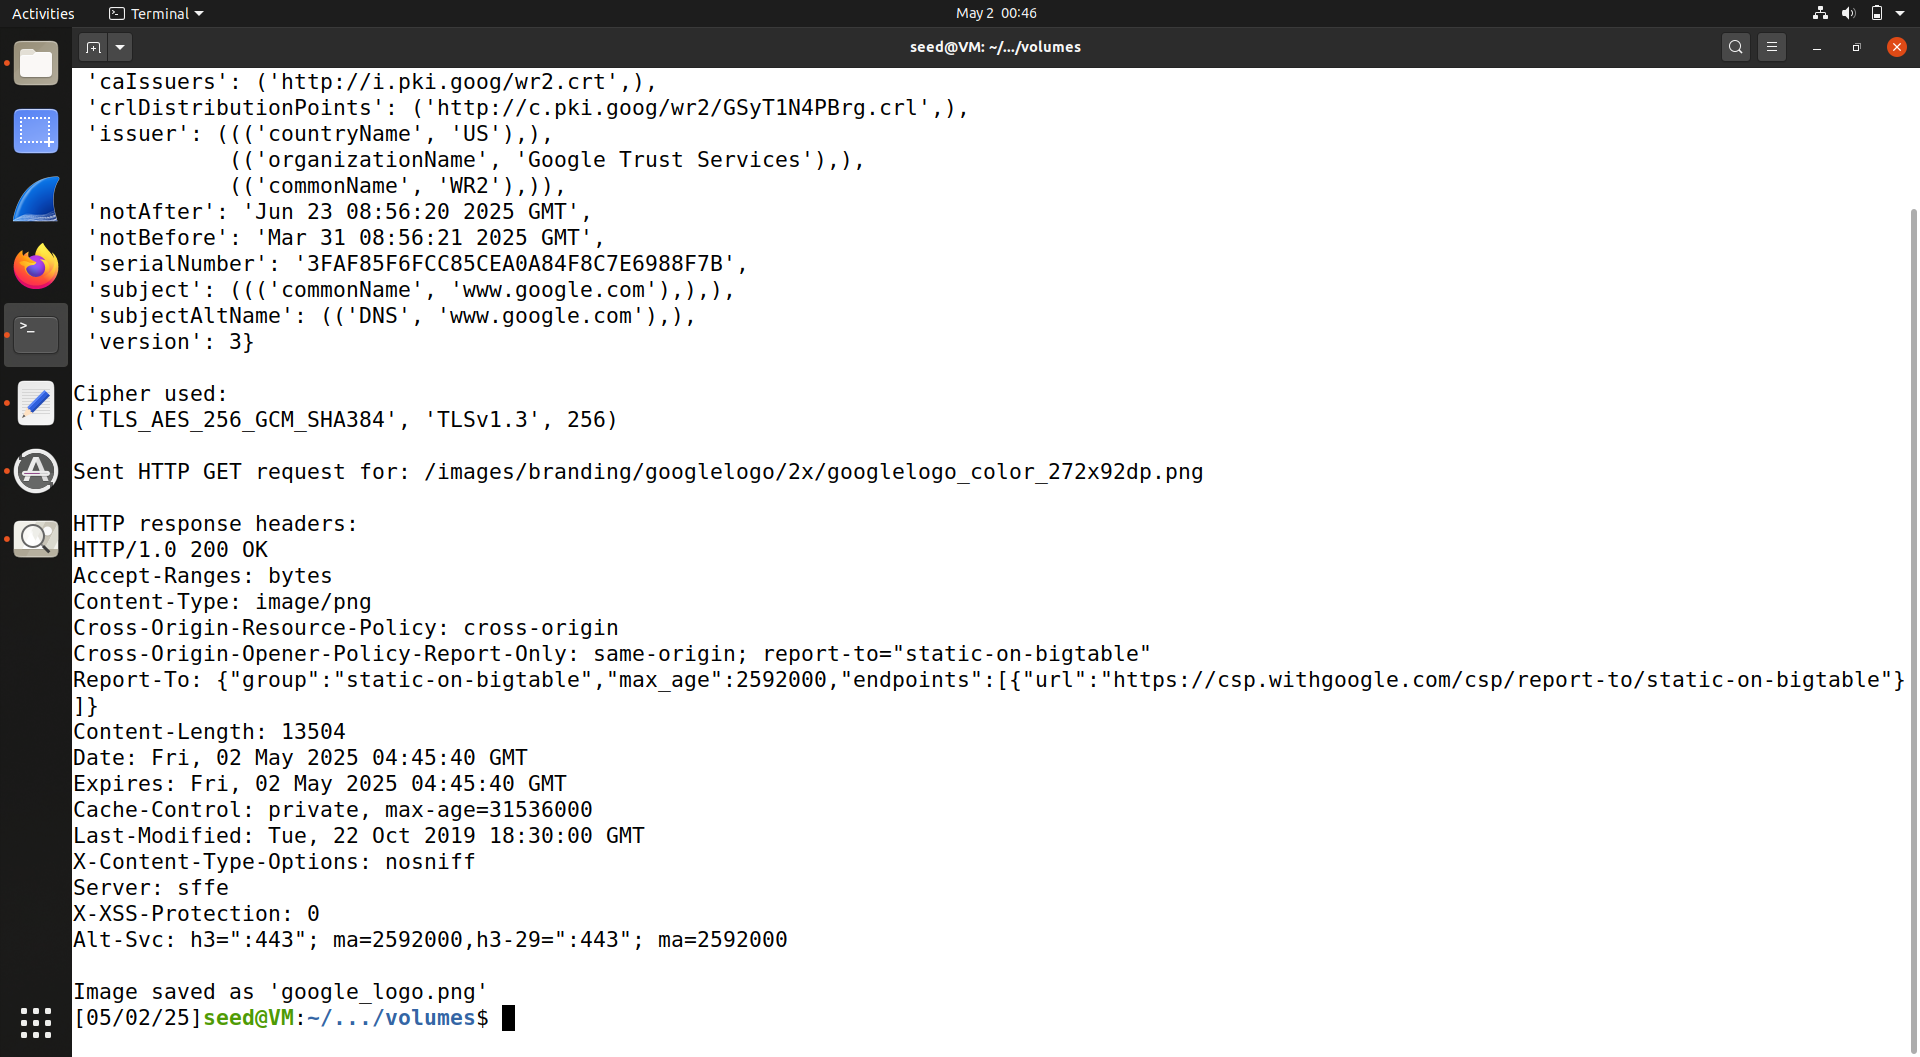 Activities
Terminal
May 2 00:46
seed@VM: ~/.../volumes
'caIssuers': ('http://i.pki.goog/wr2.crt',),
'crlDistributionPoints': ('http://c.pki.goog/wr2/GSyT1N4PBrg.crl',),
'issuer': ((('countryName', 'US'),),
(('organizationName', 'Google Trust Services'),),
(('commonName', 'WR2'),)),
'notAfter': 'Jun 23 08:56:20 2025 GMT',
'notBefore': 'Mar 31 08:56:21 2025 GMT',
'serialNumber': '3FAF85F6FCC85CEA0A84F8C7E6988F7B',
'subject': ((('commonName', 'www.google.com'),),),
'subjectAltName': (('DNS', 'www.google.com'),),
'version': 3}
Cipher used:
('TLS_AES_256_GCM_SHA384', 'TLSv1.3', 256)
Sent HTTP GET request for: /images/branding/googlelogo/2x/googlelogo_color_272x92dp.png
HTTP response headers:
HTTP/1.0 200 OK
Accept-Ranges: bytes
Content-Type: image/png
Cross-Origin-Resource-Policy: cross-origin
Cross-Origin-Opener-Policy-Report-Only: same-origin; report-to="static-on-bigtable"
Report-To: {"group":"static-on-bigtable","max_age":2592000,"endpoints":[{"url":"https://csp.withgoogle.com/csp/report-to/static-on-bigtable"}
]}
Content-Length: 13504
Date: Fri, 02 May 2025 04:45:40 GMT
Expires: Fri, 02 May 2025 04:45:40 GMT
Cache-Control: private, max-age=31536000
Last-Modified: Tue, 22 Oct 2019 18:30:00 GMT
X-Content-Type-Options: nosniff
Server: sffe
X-XSS-Protection: 0
Alt-Svc: h3=":443"; ma=2592000,h3-29=":443"; ma=2592000
Image saved as 'google_logo.png'
[05/02/25]seed@VM:~/.../volumes$